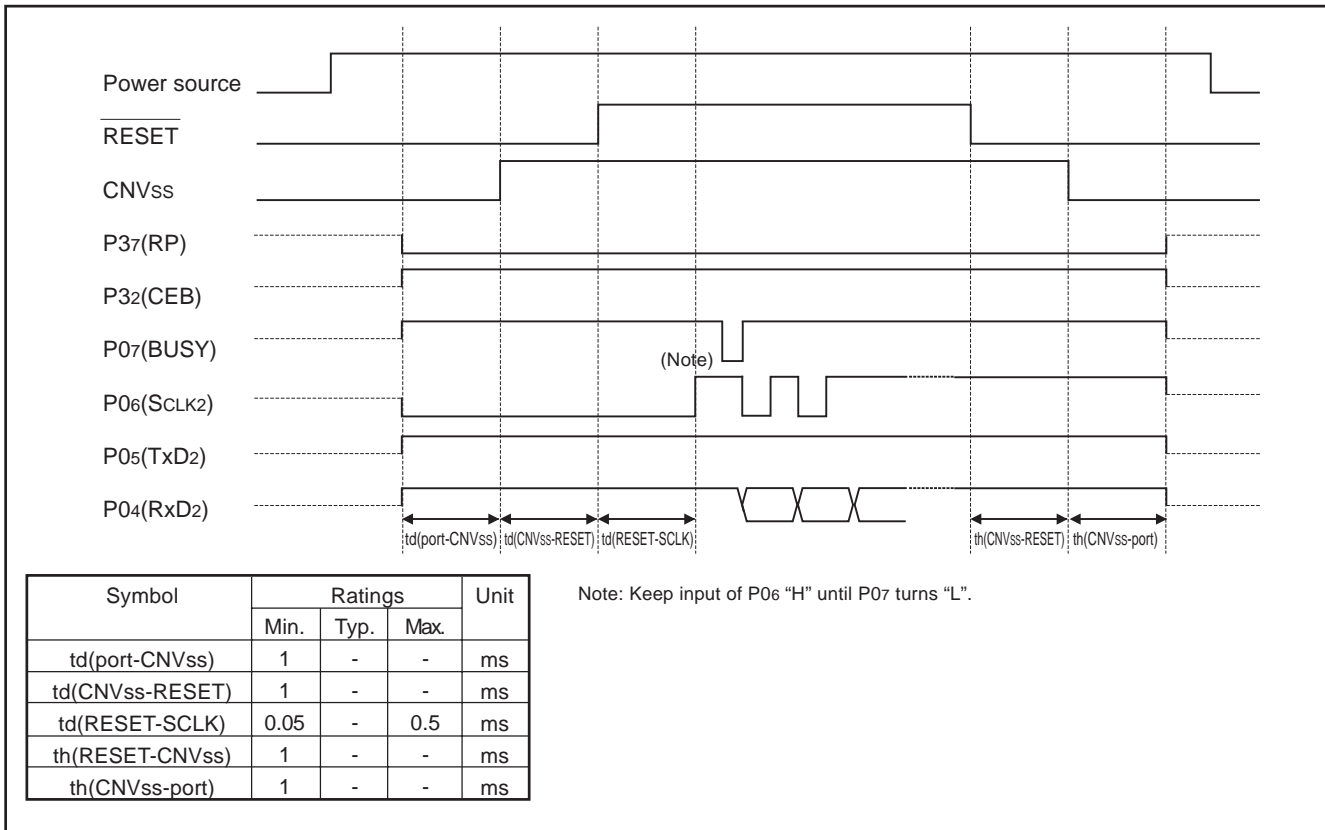 Power source
RESET
CNVss
P37(RP)
P32(CEB)
P07(BUSY)
(Note)
P06(SCLK2)
P05(TxD2)
P04(RxD2)
td(port-CNVss) td(CNVss-RESET) td(RESET-SCLK) th(CNVss-RESET) th(CNVss-port)
Note: Keep input of P06 “H” until P07 turns “L”.
Symbol Ratings Unit
Min. Typ. Max.
td(port-CNVss) 1 - - ms
td(CNVss-RESET) 1 - - ms
td(RESET-SCLK) 0.05 - 0.5 ms
th(RESET-CNVss) 1 - - ms
th(CNVss-port) 1 - - ms